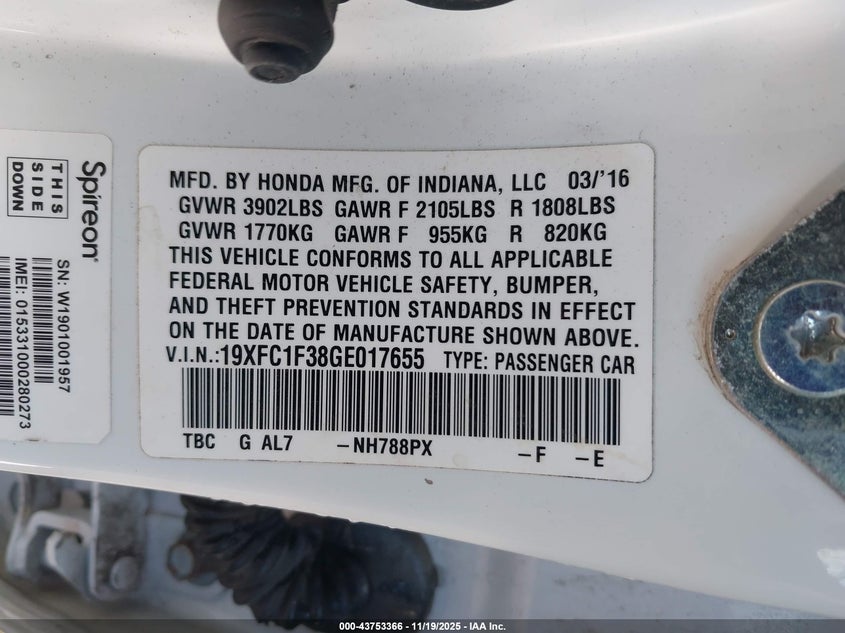 Spireon®
THIS
SIDE
DOWN
SN: W1901001957
IMEI: 015331000280273
MFD. BY HONDA MFG. OF INDIANA, LLC 03/'16
GVWR 3902LBS GAWR F 2105LBS R 1808LBS
GVWR 1770KG GAWR F 955KG R 820KG
THIS VEHICLE CONFORMS TO ALL APPLICABLE
FEDERAL MOTOR VEHICLE SAFETY, BUMPER,
AND THEFT PREVENTION STANDARDS IN EFFECT
ON THE DATE OF MANUFACTURE SHOWN ABOVE.
V.I.N.:19XFC1F38GE017655 TYPE: PASSENGER CAR
TBC G AL7 –NH788PX –F –E
000-43753366 - 11/19/2025 - IAA Inc.